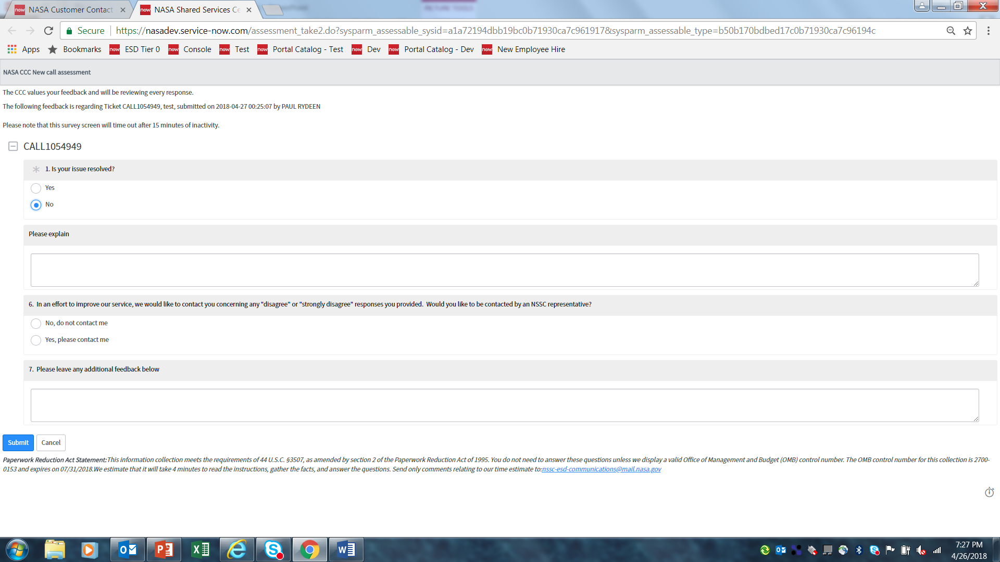 NASA Customer Contact
NASA Shared Services Ce
Secure
https://nasadev.service-now.com/assessment_take2.do?sysparm_assessable_sysid=a1a72194dbb19bc0b71930ca7c961917&sysparm_assessable_type=b50b170bdbed17c0b71930ca7c96194c
Apps Bookmarks now ESD Tier 0 now Console now Test now Portal Catalog - Test now Dev now Portal Catalog - Dev now New Employee Hire
NASA CCC New call assessment
The CCC values your feedback and will be reviewing every response.
The following feedback is regarding Ticket CALL1054949, test, submitted on 2018-04-27 00:25:07 by PAUL RYDEEN
Please note that this survey screen will time out after 15 minutes of inactivity.
CALL1054949
1. Is your issue resolved?
Yes
No
Please explain
6. In an effort to improve our service, we would like to contact you concerning any "disagree" or "strongly disagree" responses you provided. Would you like to be contacted by an NSSC representative?
No, do not contact me
Yes, please contact me
7. Please leave any additional feedback below
Submit Cancel
Paperwork Reduction Act Statement:This information collection meets the requirements of 44 U.S.C. §3507, as amended by section 2 of the Paperwork Reduction Act of 1995. You do not need to answer these questions unless we display a valid Office of Management and Budget (OMB) control number. The OMB control number for this collection is 2700-
0153 and expires on 07/31/2018.We estimate that it will take 4 minutes to read the instructions, gather the facts, and answer the questions. Send only comments relating to our time estimate to:nssc-esd-communications@mail.nasa.gov
7:27 PM
4/26/2018